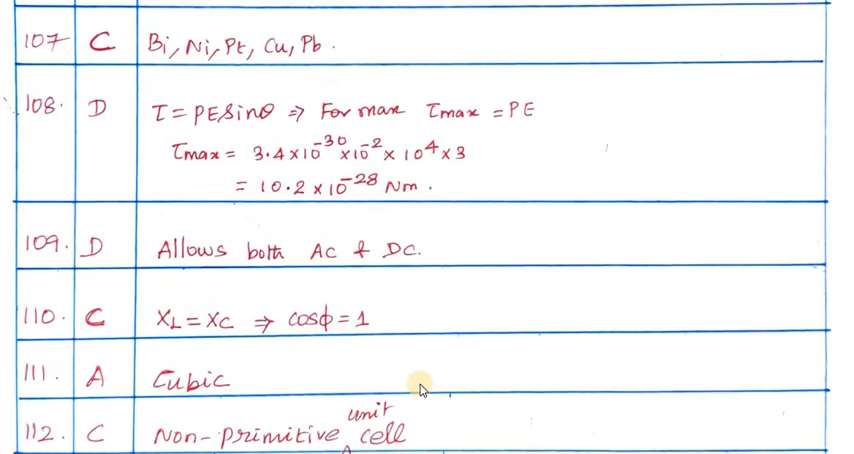 107 C Bi, Ni, Pt, Cu, Pb.
108. D τ = PE Sinθ ⇒ For max τmax = PE
τmax = 3.4 × 10⁻³⁰ × 10⁻² × 10⁴ × 3
= 10.2 × 10⁻²⁸ Nm.
109. D Allows both AC & DC.
110. C XL = XC ⇒ cosϕ = 1
111. A Cubic
112. C Non-primitive unit cell